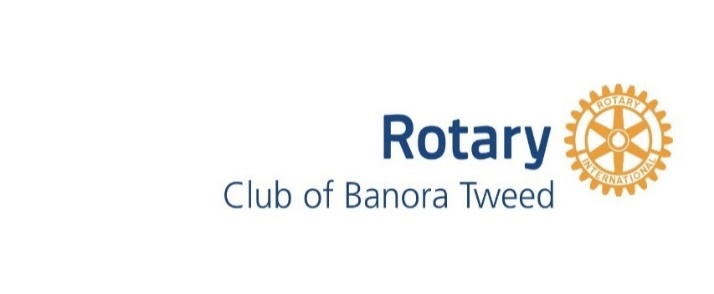 Rotary
Club of Banora Tweed
ROTARY
INTERNATIONAL